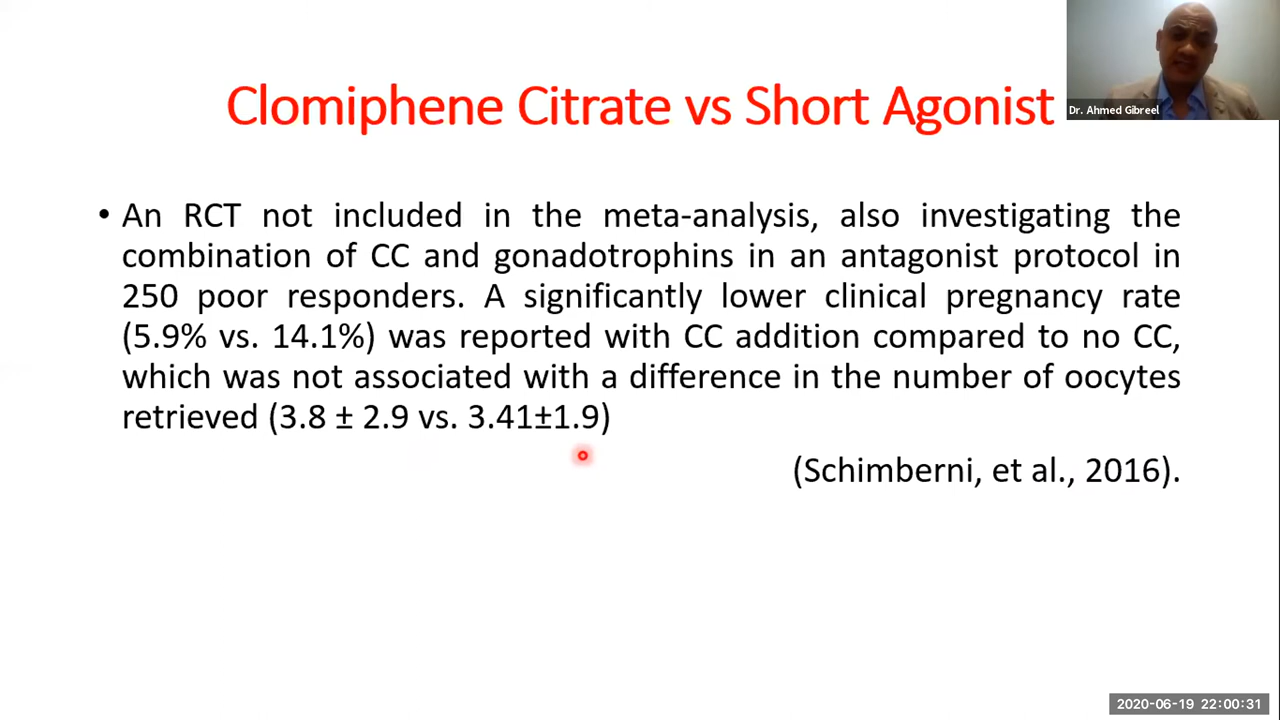 Clomiphene Citrate vs Short Agonist
Dr. Ahmed Gibreel
• An RCT not included in the meta-analysis, also investigating the
combination of CC and gonadotrophins in an antagonist protocol in
250 poor responders. A significantly lower clinical pregnancy rate
(5.9% vs. 14.1%) was reported with CC addition compared to no CC,
which was not associated with a difference in the number of oocytes
retrieved (3.8 ± 2.9 vs. 3.41±1.9)
(Schimberni, et al., 2016).
2020-06-19 22:00:31